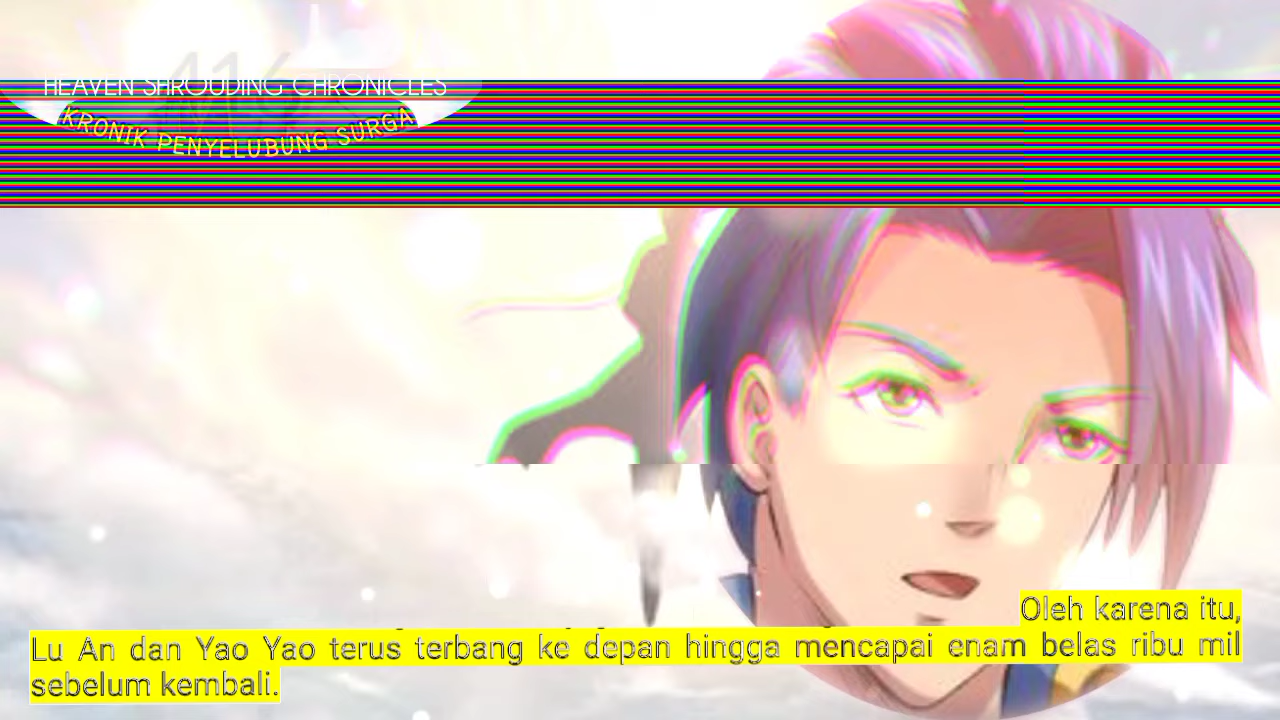 HEAVEN SHROUDING CHRONICLES
KRONIK PENYELUBUNG SURGA
Oleh karena itu,
Lu An dan Yao Yao terus terbang ke depan hingga mencapai enam belas ribu mil
sebelum kembali.